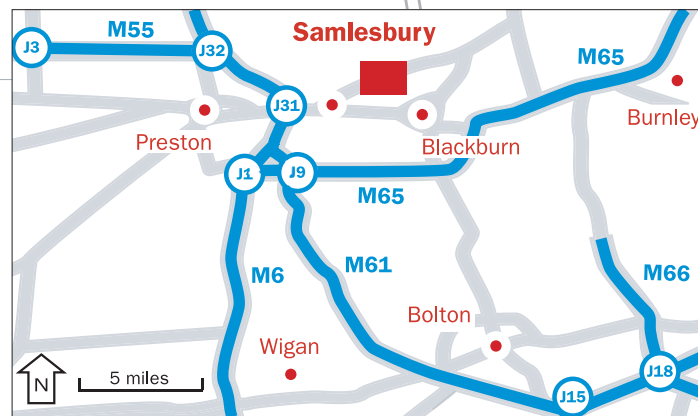 M55
Samlesbury
M65
J3
J32
J31
Preston
Blackburn
Burnley
J1
J9
M65
M6
M61
M66
Bolton
Wigan
N
5 miles
J15
J18